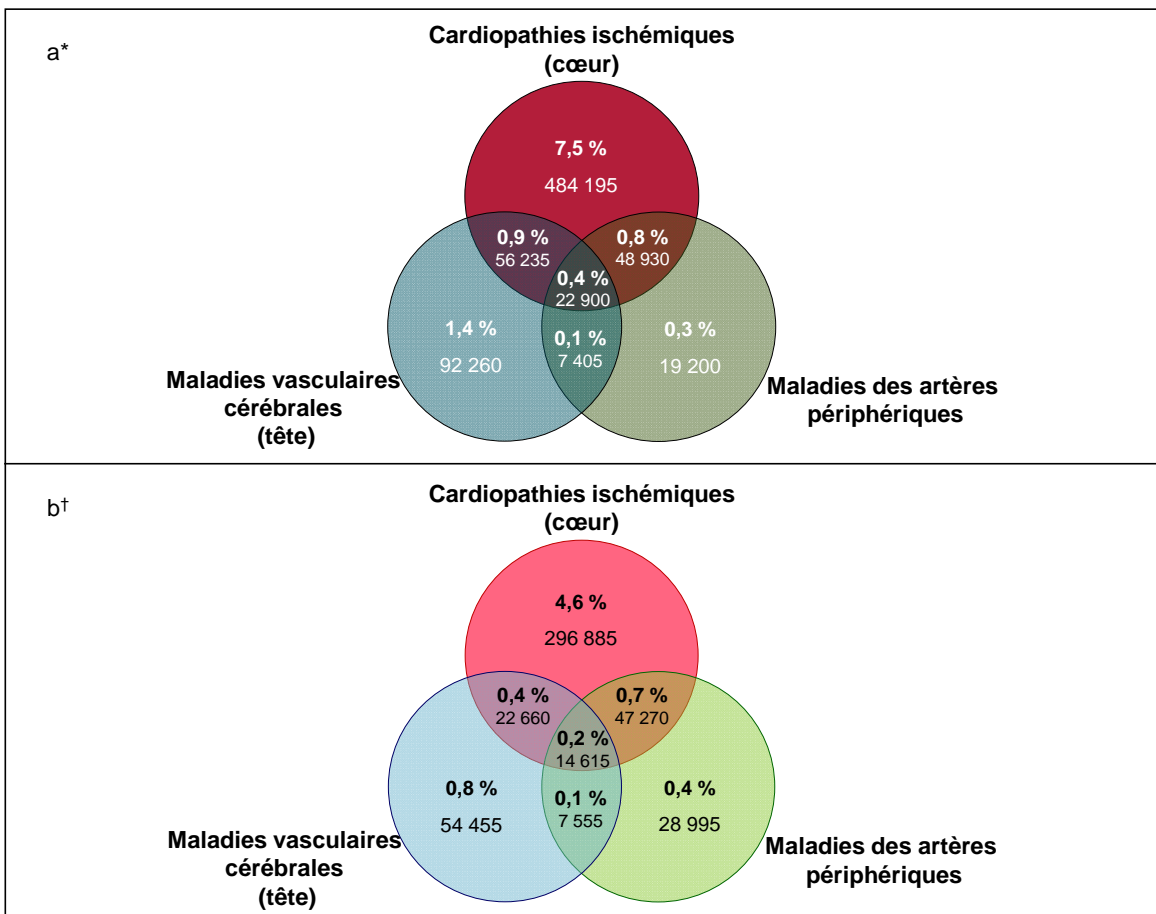 a*
Cardiopathies ischémiques
(cœur)
7,5 %
484 195
0,9 %
56 235
0,8 %
48 930
0,4 %
22 900
1,4 %
92 260
0,1 %
7 405
0,3 %
19 200
Maladies vasculaires
cérébrales
(tête)
Maladies des artères
périphériques
b†
Cardiopathies ischémiques
(cœur)
4,6 %
296 885
0,4 %
22 660
0,7 %
47 270
0,2 %
14 615
0,8 %
54 455
0,1 %
7 555
0,4 %
28 995
Maladies vasculaires
cérébrales
(tête)
Maladies des artères
périphériques